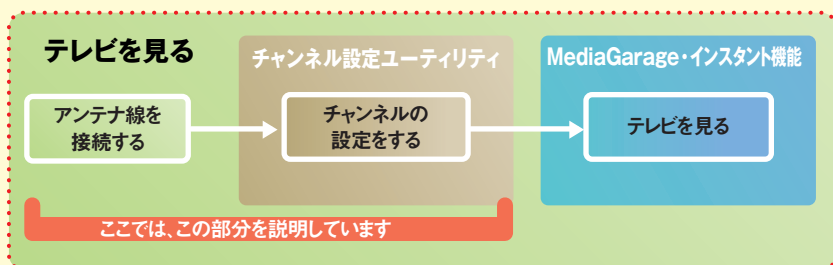 テレビを見る
チャンネル設定ユーティリティ
MediaGarage・インスタント機能
アンテナ線を
接続する
チャンネルの
設定をする
テレビを見る
ここでは、この部分を説明しています